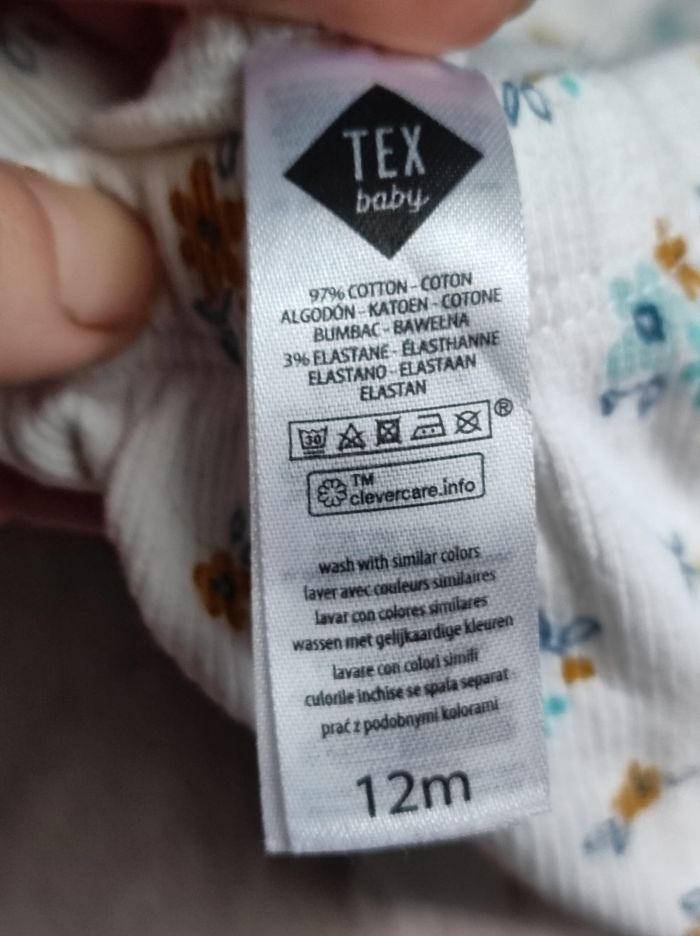 TEX
baby
97% COTTON - COTON
ALGODÓN - KATOEN - COTONE
BUMBAC - BAWEŁNA
3% ELASTANE - ÉLASTHANNE
ELASTANO - ELASTAAN
ELASTAN
30 ®
TM
clevercare.info
wash with similar colors
laver avec couleurs similaires
lavar con colores similares
wassen met gelijkaardige kleuren
lavare con colori simili
culorile inchise se spala separat
prać z podobnymi kolorami
12m